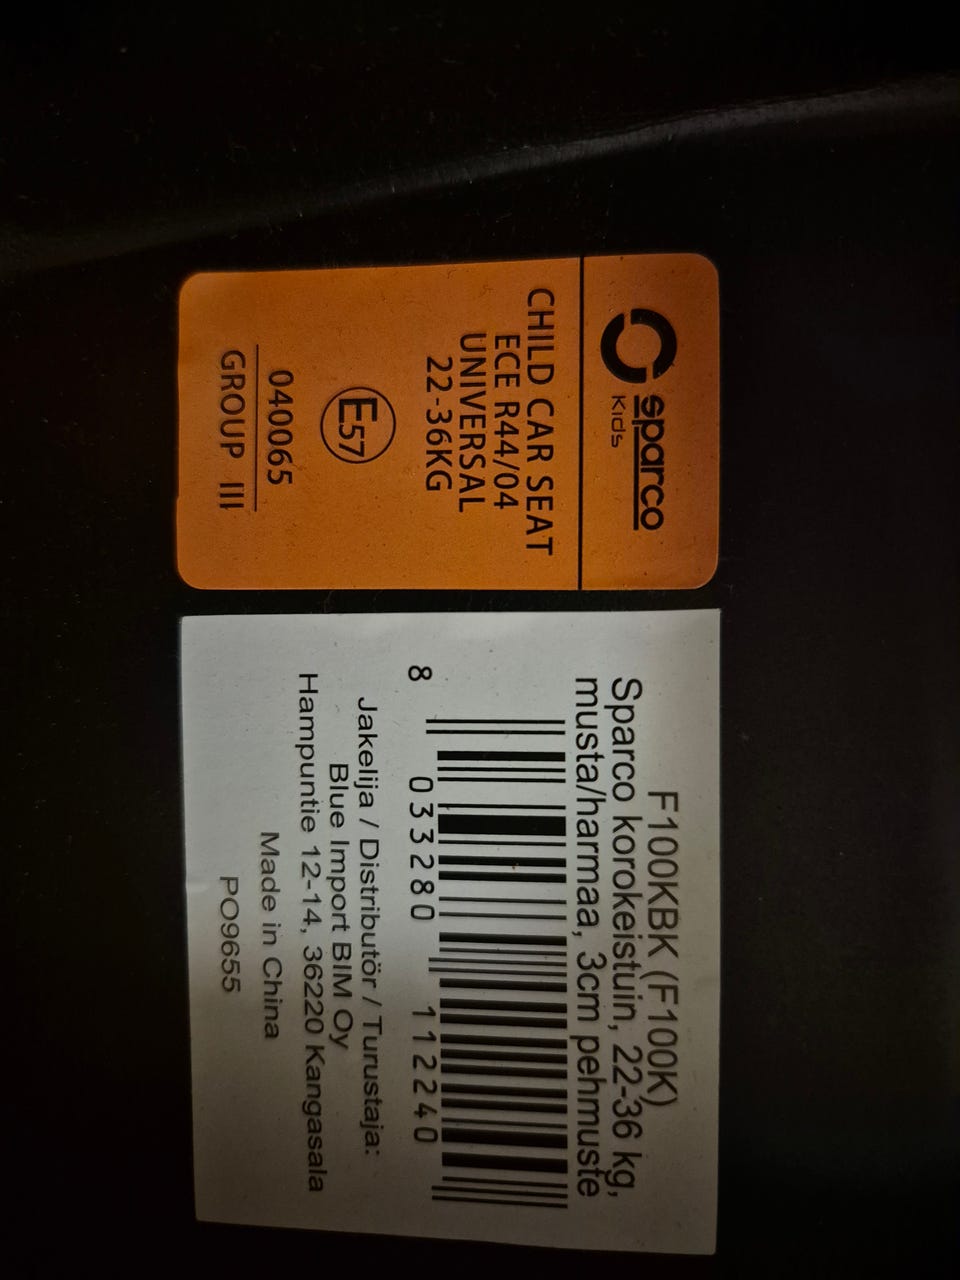 sparco
Kids
CHILD CAR SEAT
ECE R44/04
UNIVERSAL
22-36KG
E57
040065
GROUP III
F100KBK (F100K)
Sparco korokeistuin, 22-36 kg,
musta/harmaa, 3cm pehmuste
8 033280 112240
Jakelija / Distributör / Turustaja:
Blue Import BIM Oy
Hampuntie 12-14, 36220 Kangasala
Made in China
PO9655